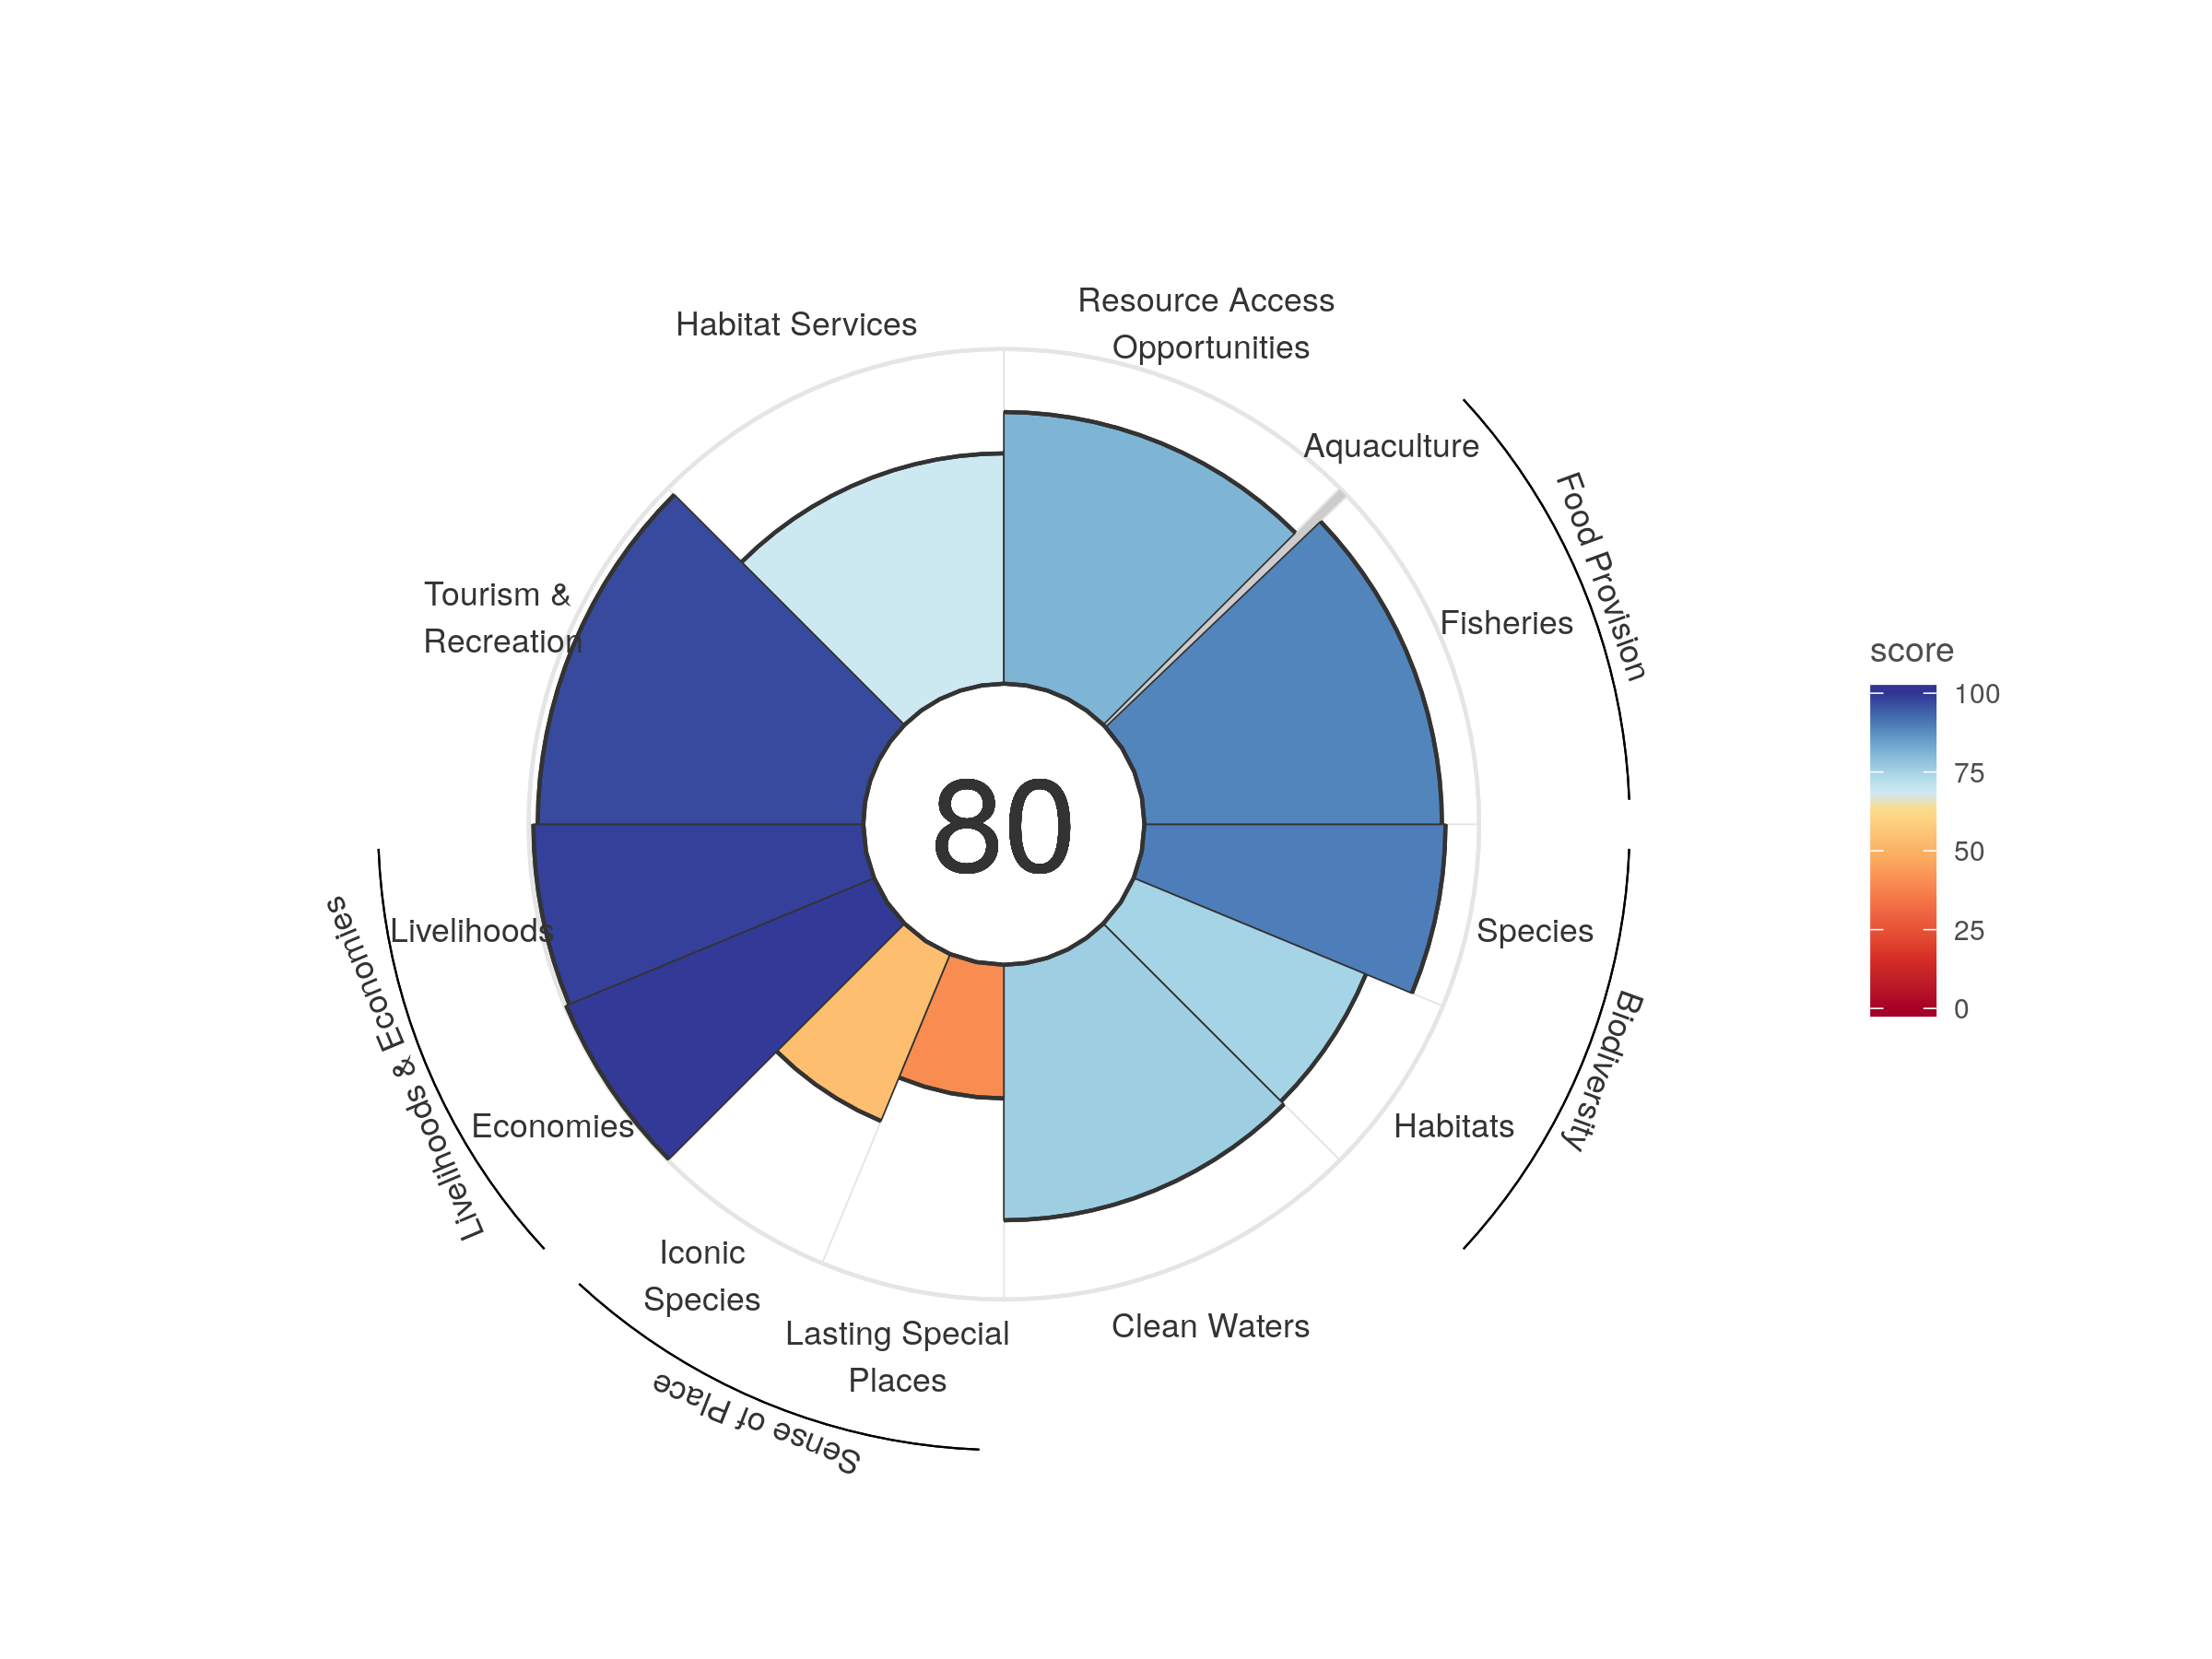 Resource Access
Opportunities
Habitat Services
Aquaculture
Food Provision
Tourism &
Recreation
Fisheries
score
100
75
50
25
0
80
Livelihoods
Species
Livelihoods & Economies
Biodiversity
Economies
Habitats
Iconic
Species
Lasting Special
Places
Clean Waters
Sense of Place